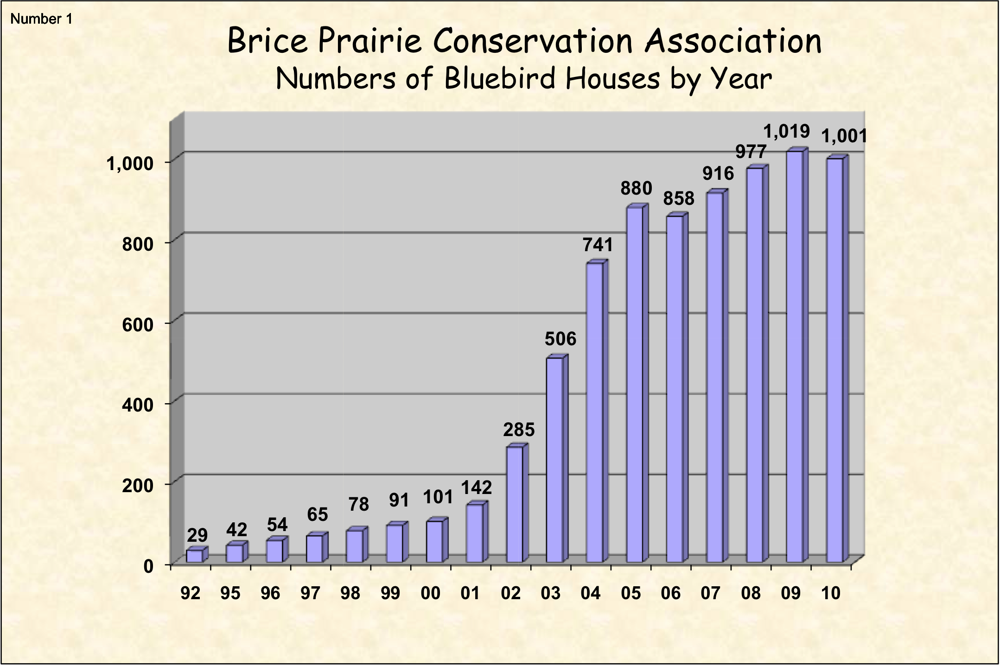 Number 1
Brice Prairie Conservation Association
Numbers of Bluebird Houses by Year
1,000
800
600
400
200
0
29 42 54 65 78 91 101 142 285 506 741 880 858 916 977 1,019 1,001
92 95 96 97 98 99 00 01 02 03 04 05 06 07 08 09 10